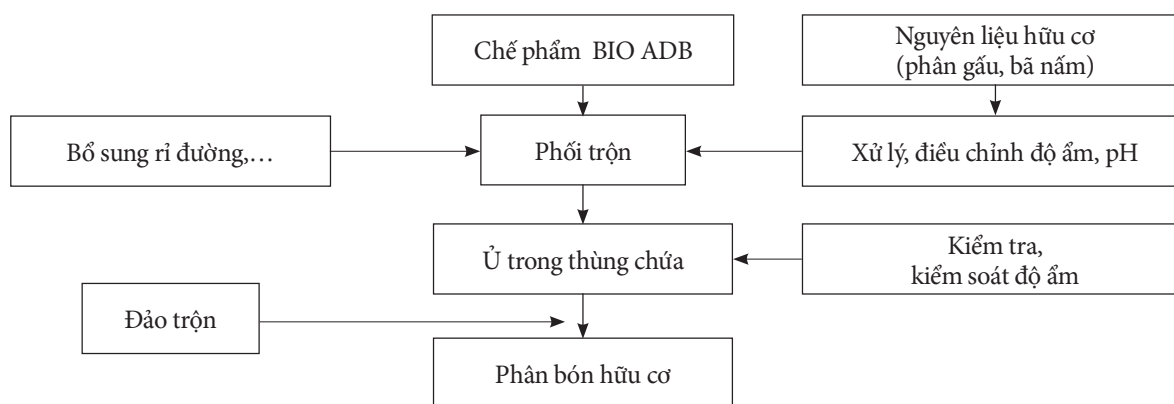 Chế phẩm BIO ADB
Nguyên liệu hữu cơ
(phân gấu, bã nấm)
Bổ sung rỉ đường,…
Phối trộn
Xử lý, điều chỉnh độ ẩm, pH
Ủ trong thùng chứa
Kiểm tra,
kiểm soát độ ẩm
Đảo trộn
Phân bón hữu cơ